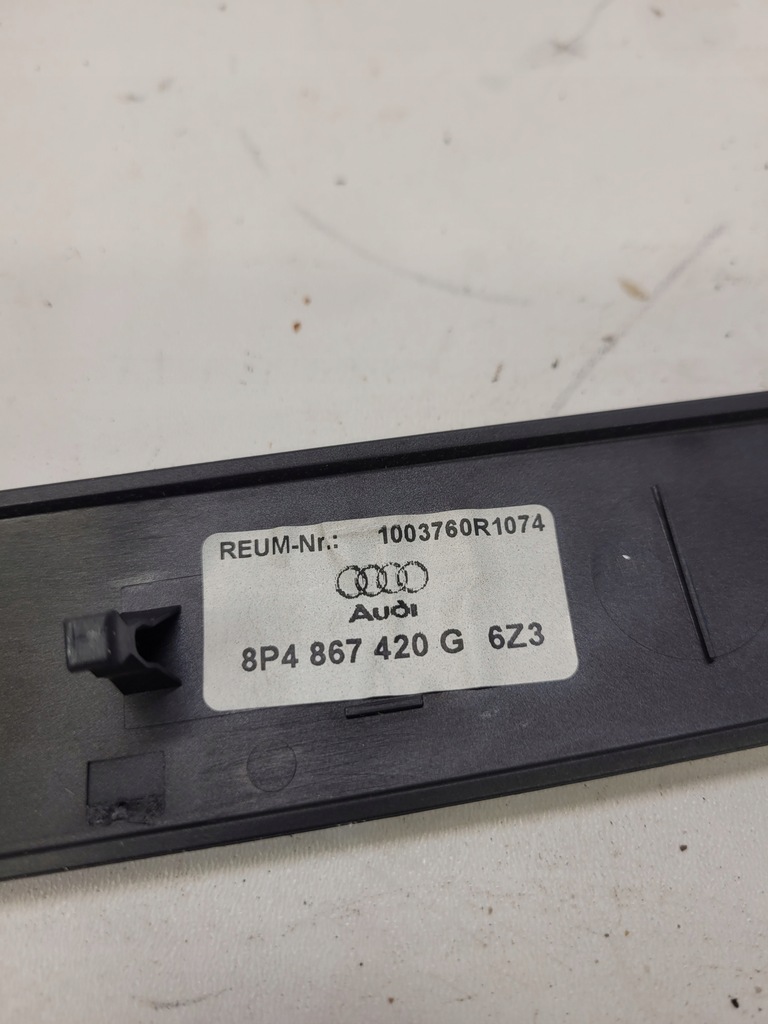 REUM-Nr.: 1003760R1074
Audi
8P4 867 420 G 6Z3